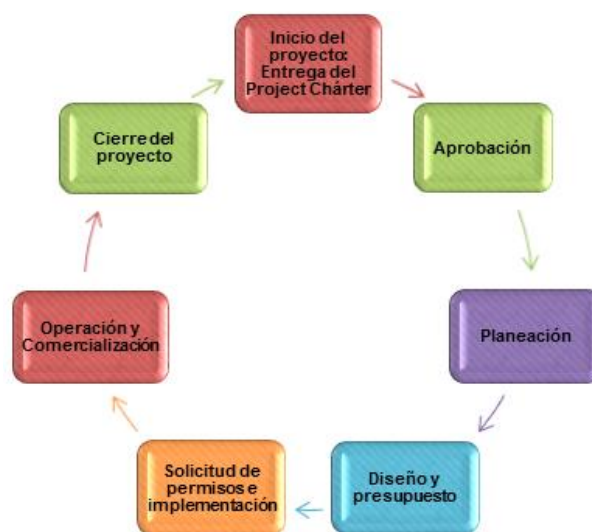 Inicio del
proyecto:
Entrega del
Project Chárter
Aprobación
Planeación
Diseño y
presupuesto
Solicitud de
permisos e
implementación
Operación y
Comercialización
Cierre del
proyecto